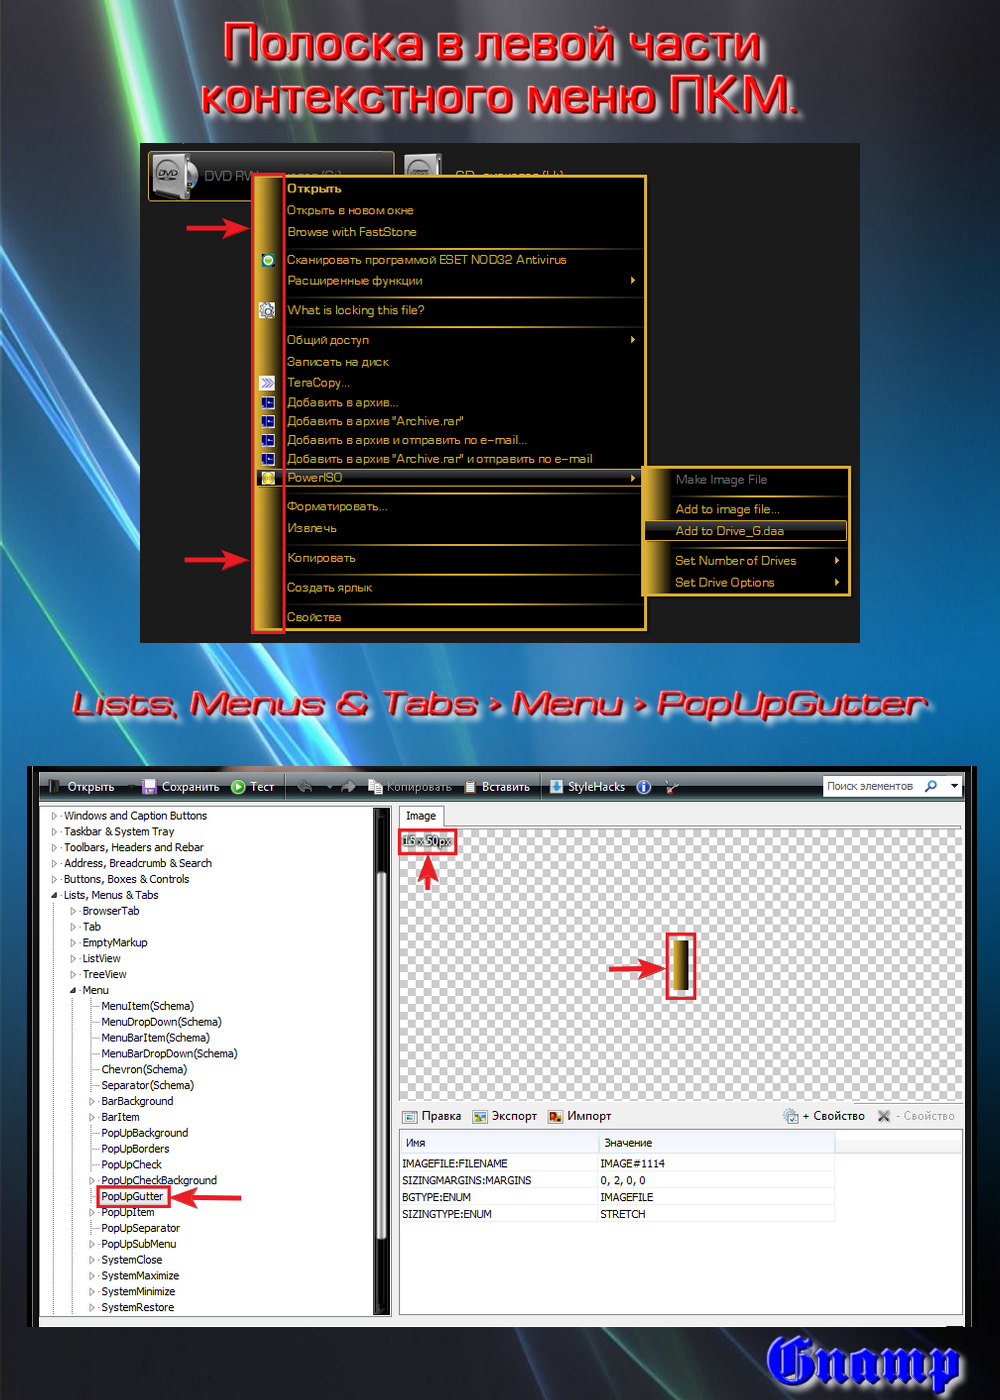 Полоска в левой части
контекстного меню ПКМ.
DVD RW
Открыть
Открыть в новом окне
Browse with FastStone
Сканировать программой ESET NOD32 Antivirus
Расширенные функции
What is locking this file?
Общий доступ
Записать на диск
TeraCopy...
Добавить в архив...
Добавить в архив "Archive.rar"
Добавить в архив и отправить по e-mail...
Добавить в архив "Archive.rar" и отправить по e-mail
PowerISO
Форматировать...
Извлечь
Копировать
Создать ярлык
Свойства
Make Image File
Add to image file...
Add to Drive_G.daa
Set Number of Drives
Set Drive Options
Lists, Menus & Tabs > Menu > PopUpGutter
Открыть Сохранить Тест Копировать Вставить StyleHacks Поиск элементов
Windows and Caption Buttons
Taskbar & System Tray
Toolbars, Headers and Rebar
Address, Breadcrumb & Search
Buttons, Boxes & Controls
Lists, Menus & Tabs
BrowserTab
Tab
EmptyMarkup
ListView
TreeView
Menu
MenuItem(Schema)
MenuDropDown(Schema)
MenuBarItem(Schema)
MenuBarDropDown(Schema)
Chevron(Schema)
Separator(Schema)
BarBackground
BarItem
PopUpBackground
PopUpBorders
PopUpCheck
PopUpCheckBackground
PopUpGutter
PopUpItem
PopUpSeparator
PopUpSubMenu
SystemClose
SystemMaximize
SystemMinimize
SystemRestore
Image
15 x 50px
Правка Экспорт Импорт + Свойство - Свойство
Имя Значение
IMAGEFILE:FILENAME IMAGE#1114
SIZINGMARGINS:MARGINS 0, 2, 0, 0
BGTYPE:ENUM IMAGEFILE
SIZINGTYPE:ENUM STRETCH
Gnamp